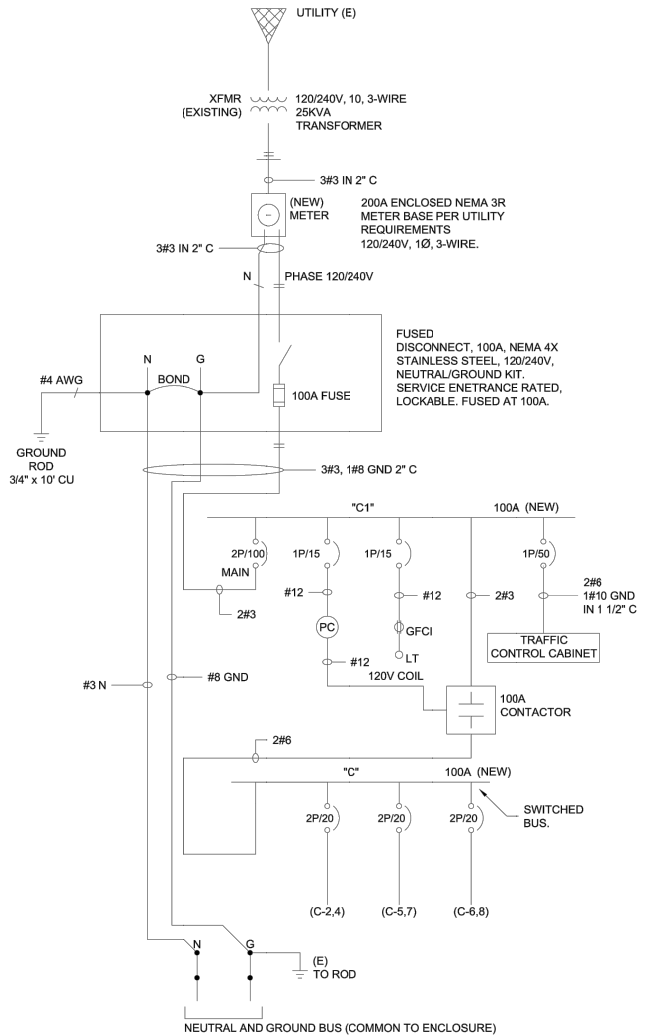 UTILITY (E)
XFMR
(EXISTING)
120/240V, 10, 3-WIRE
25KVA
TRANSFORMER
3#3 IN 2" C
(NEW)
METER
200A ENCLOSED NEMA 3R
METER BASE PER UTILITY
REQUIREMENTS
120/240V, 1Ø, 3-WIRE.
3#3 IN 2" C
N
PHASE 120/240V
FUSED
DISCONNECT, 100A, NEMA 4X
STAINLESS STEEL, 120/240V,
NEUTRAL/GROUND KIT.
SERVICE ENETRANCE RATED,
LOCKABLE. FUSED AT 100A.
N
G
BOND
#4 AWG
100A FUSE
GROUND
ROD
3/4" x 10' CU
3#3, 1#8 GND 2" C
"C1"
100A (NEW)
2P/100
1P/15
1P/15
1P/50
MAIN
#12
#12
2#3
2#6
1#10 GND
IN 1 1/2" C
2#3
PC
GFCI
LT
TRAFFIC
CONTROL CABINET
#12
120V COIL
#3 N
#8 GND
100A
CONTACTOR
2#6
"C"
100A (NEW)
SWITCHED
BUS.
2P/20
2P/20
2P/20
(C-2,4)
(C-5,7)
(C-6,8)
N
G
(E)
TO ROD
NEUTRAL AND GROUND BUS (COMMON TO ENCLOSURE)